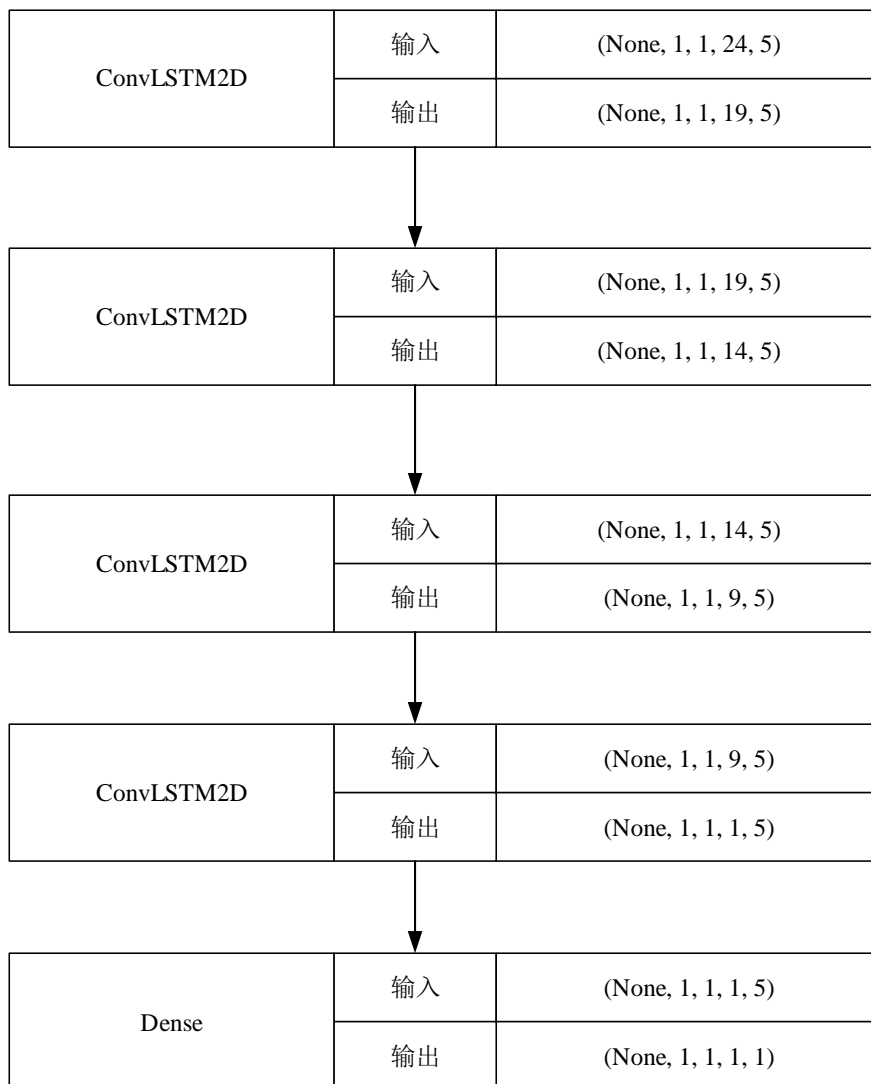 输入
(None, 1, 1, 24, 5)
ConvLSTM2D
输出
(None, 1, 1, 19, 5)
输入
(None, 1, 1, 19, 5)
ConvLSTM2D
输出
(None, 1, 1, 14, 5)
输入
(None, 1, 1, 14, 5)
ConvLSTM2D
输出
(None, 1, 1, 9, 5)
输入
(None, 1, 1, 9, 5)
ConvLSTM2D
输出
(None, 1, 1, 1, 5)
输入
(None, 1, 1, 1, 5)
Dense
输出
(None, 1, 1, 1, 1)